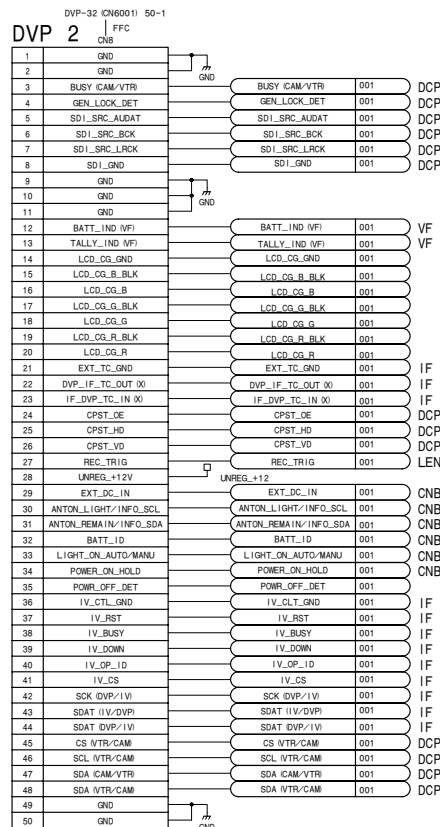 DVP-32 (CN6001) 50-1
FFC
DVP 2
CN8
1 GND
2 GND
GND
3 BUSY (CAM/VTR) BUSY (CAM/VTR) 001 DCP
4 GEN_LOCK_DET GEN_LOCK_DET 001 DCP
5 SDI_SRC_AUDAT SDI_SRC_AUDAT 001 DCP
6 SDI_SRC_BCK SDI_SRC_BCK 001 DCP
7 SDI_SRC_LRCK SDI_SRC_LRCK 001 DCP
8 SDI_GND SDI_GND 001 DCP
9 GND
10 GND
GND
11 GND
12 BATT_IND (VF) BATT_IND (VF) 001 VF
13 TALLY_IND (VF) TALLY_IND (VF) 001 VF
14 LCD_CG_GND LCD_CG_GND 001
15 LCD_CG_B_BLK LCD_CG_B_BLK 001
16 LCD_CG_B LCD_CG_B 001
17 LCD_CG_G_BLK LCD_CG_G_BLK 001
18 LCD_CG_G LCD_CG_G 001
19 LCD_CG_R_BLK LCD_CG_R_BLK 001
20 LCD_CG_R LCD_CG_R 001
21 EXT_TC_GND EXT_TC_GND 001 IF
22 DVP_IF_TC_OUT (X) DVP_IF_TC_OUT (X) 001 IF
23 IF_DVP_TC_IN (X) IF_DVP_TC_IN (X) 001 IF
24 CPST_OE CPST_OE 001 DCP
25 CPST_HD CPST_HD 001 DCP
26 CPST_VD CPST_VD 001 DCP
27 REC_TRIG REC_TRIG 001 LEN
28 UNREG_+12V UNREG_+12
29 EXT_DC_IN EXT_DC_IN 001 CNB
30 ANTON_LIGHT/INFO_SCL ANTON_LIGHT/INFO_SCL 001 CNB
31 ANTON_REMAIN/INFO_SDA ANTON_REMAIN/INFO_SDA 001 CNB
32 BATT_ID BATT_ID 001 CNB
33 LIGHT_ON_AUTO/MANU LIGHT_ON_AUTO/MANU 001 CNB
34 POWER_ON_HOLD POWER_ON_HOLD 001 CNB
35 POWR_OFF_DET POWR_OFF_DET 001
36 IV_CTL_GND IV_CLT_GND 001 IF
37 IV_RST IV_RST 001 IF
38 IV_BUSY IV_BUSY 001 IF
39 IV_DOWN IV_DOWN 001 IF
40 IV_OP_ID IV_OP_ID 001 IF
41 IV_CS IV_CS 001 IF
42 SCK (DVP/IV) SCK (DVP/IV) 001 IF
43 SDAT (IV/DVP) SDAT (IV/DVP) 001 IF
44 SDAT (DVP/IV) SDAT (DVP/IV) 001 IF
45 CS (VTR/CAM) CS (VTR/CAM) 001 DCP
46 SCL (VTR/CAM) SCL (VTR/CAM) 001 DCP
47 SDA (CAM/VTR) SDA (CAM/VTR) 001 DCP
48 SDA (VTR/CAM) SDA (VTR/CAM) 001 DCP
49 GND
50 GND
GND